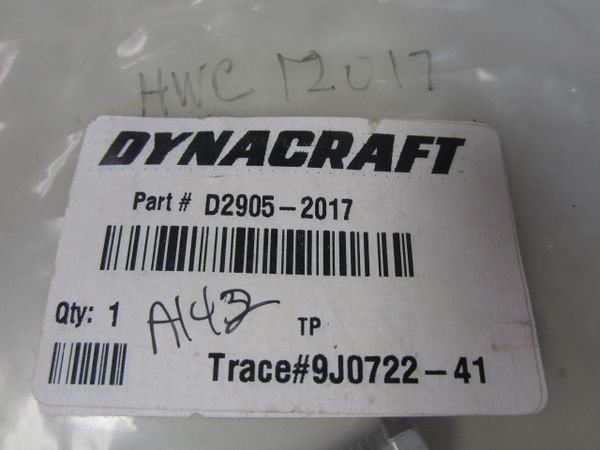 HWC 12017
DYNACRAFT
Part # D2905-2017
Qty: 1 A143 TP
Trace#9J0722-41